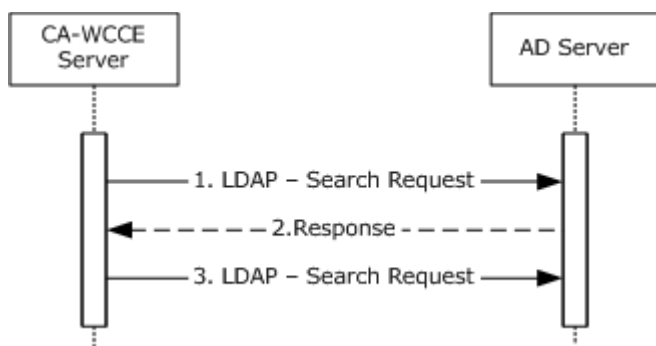 CA-WCCE
Server
AD Server
1. LDAP – Search Request
2.Response
3. LDAP – Search Request